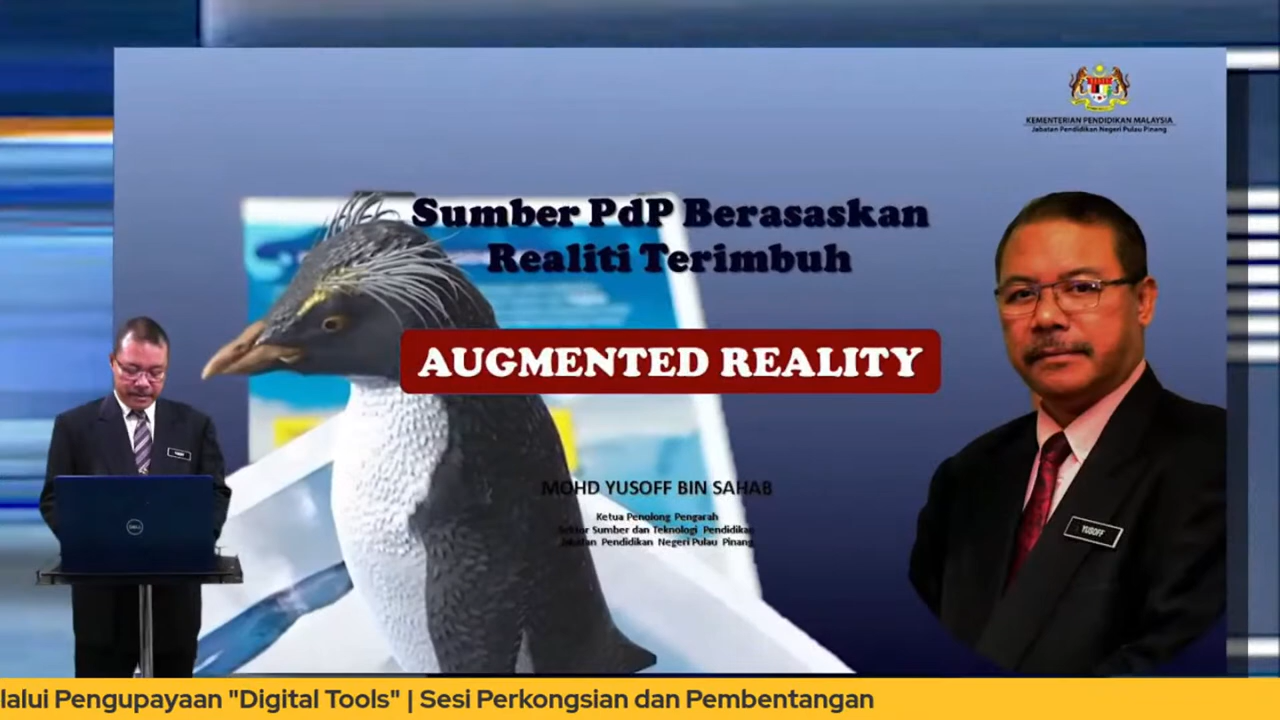 KEMENTERIAN PENDIDIKAN MALAYSIA
Jabatan Pendidikan Negeri Pulau Pinang
Sumber PdP Berasaskan
Realiti Terimbuh
AUGMENTED REALITY
MOHD YUSOFF BIN SAHAB
Ketua Penolong Pengarah
Sektor Sumber dan Teknologi Pendidikan
Jabatan Pendidikan Negeri Pulau Pinang
YUSOFF
DELL
lalui Pengupayaan "Digital Tools" | Sesi Perkongsian dan Pembentangan